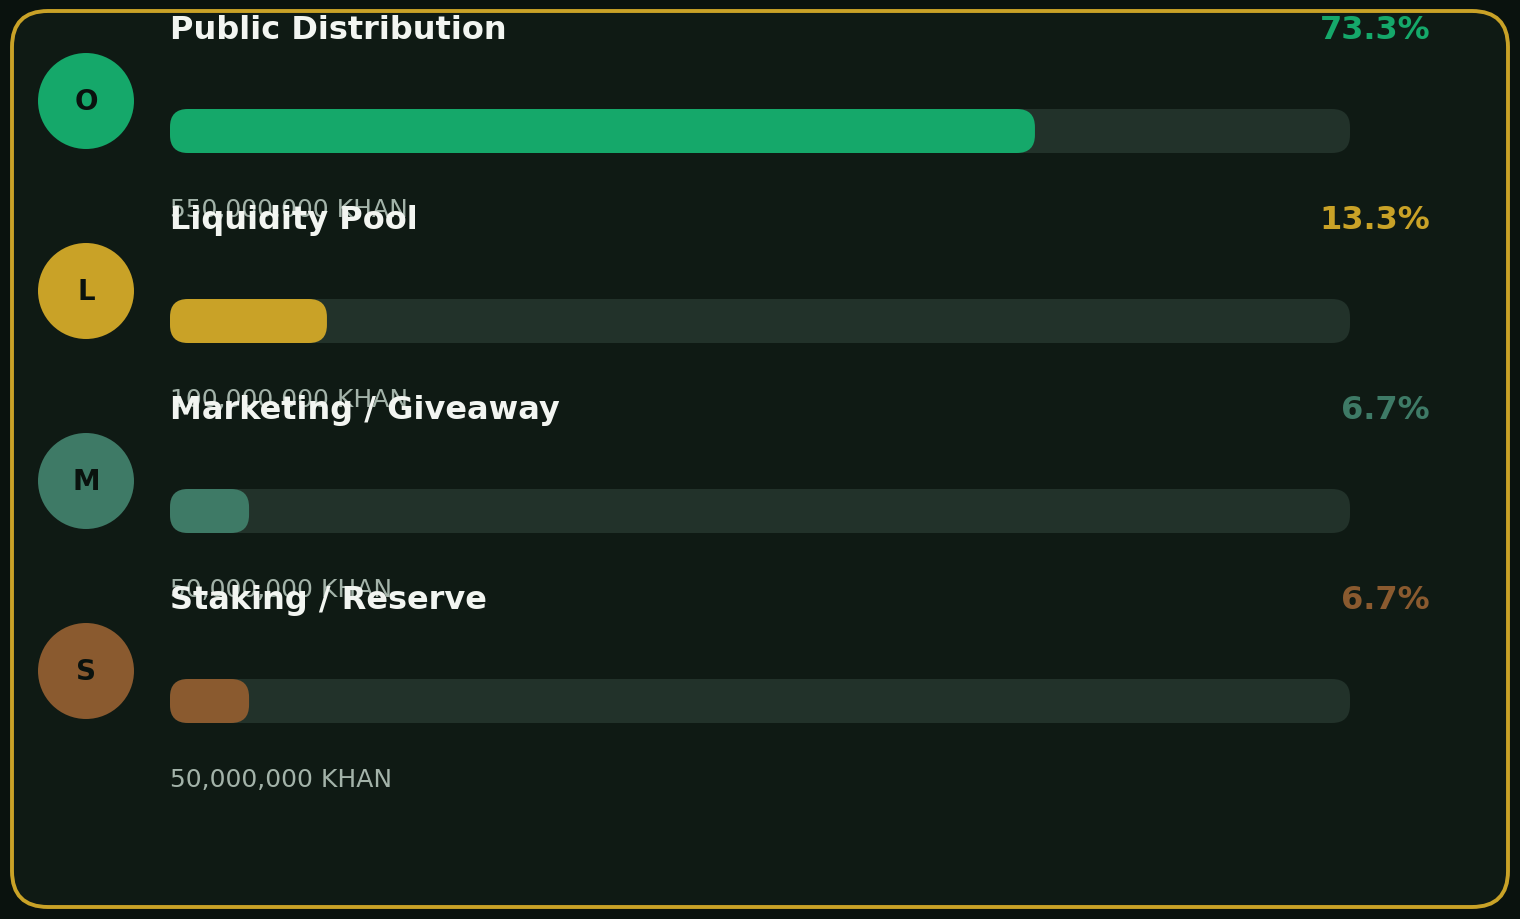 Public Distribution 73.3%
O
550,000,000 KHAN
Liquidity Pool 13.3%
L
100,000,000 KHAN
Marketing / Giveaway 6.7%
M
50,000,000 KHAN
Staking / Reserve 6.7%
S
50,000,000 KHAN